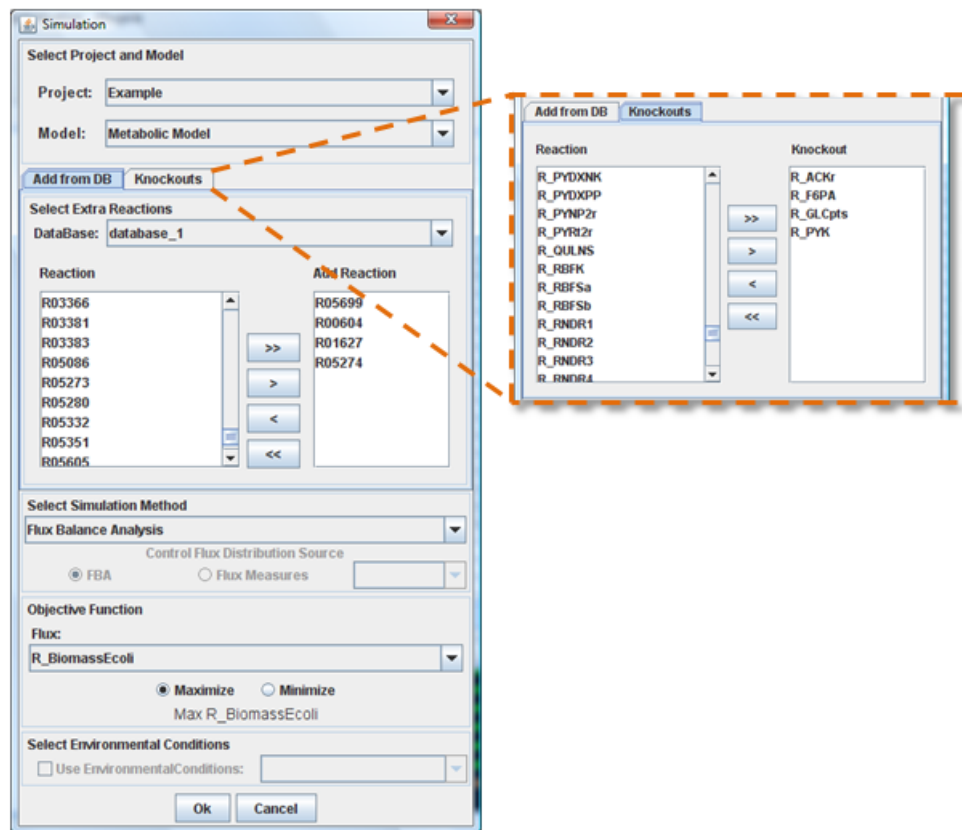 Simulation
Select Project and Model
Project: Example
Model: Metabolic Model
Add from DB Knockouts
Select Extra Reactions
DataBase: database_1
Reaction Add Reaction
R03366 R05699
R03381 R00604
R03383 R01627
R05086 R05274
R05273
R05280
R05332
R05351
R05605
>>
>
<
<<
Select Simulation Method
Flux Balance Analysis
Control Flux Distribution Source
FBA Flux Measures
Objective Function
Flux:
R_BiomassEcoli
Maximize Minimize
Max R_BiomassEcoli
Select Environmental Conditions
Use EnvironmentalConditions:
Ok Cancel
Add from DB Knockouts
Reaction Knockout
R_PYDXNK R_ACKr
R_PYDXPP R_F6PA
R_PYNP2r R_GLCpts
R_PYRt2r R_PYK
R_QULNS
R_RBFK
R_RBFSa
R_RBFSb
R_RNDR1
R_RNDR2
R_RNDR3
R_RNDR4
>>
>
<
<<